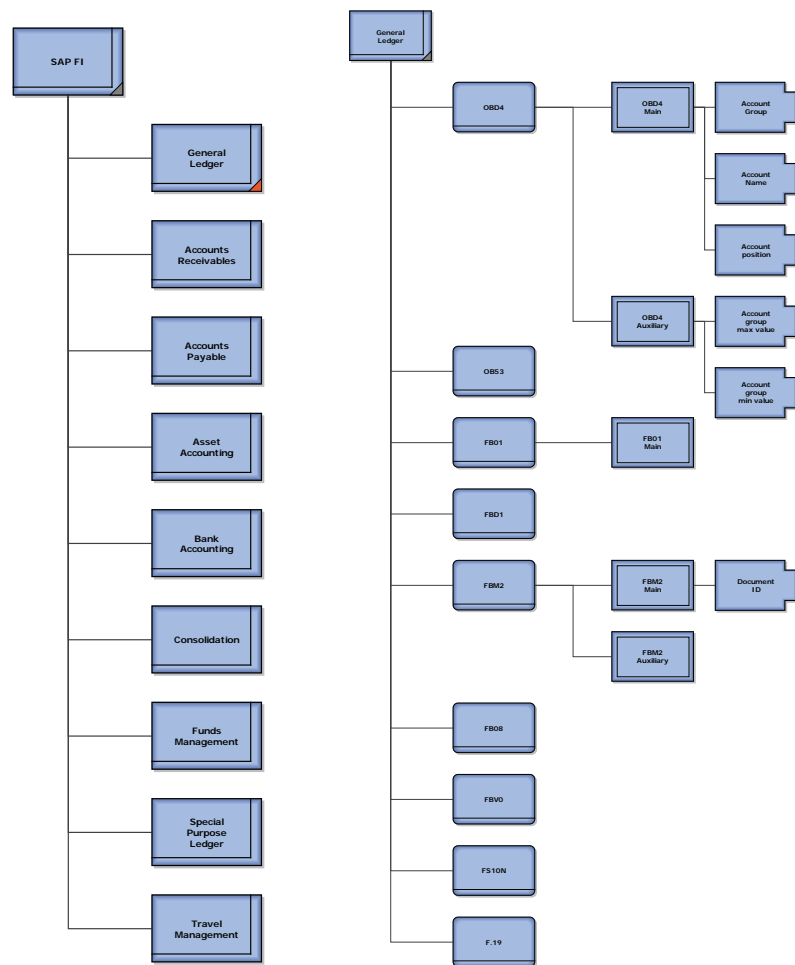 SAP FI
General
Ledger
Accounts
Receivables
Accounts
Payable
Asset
Accounting
Bank
Accounting
Consolidation
Funds
Management
Special
Purpose
Ledger
Travel
Management
General
Ledger
OBD4
OBD4
Main
Account
Group
Account
Name
Account
position
OBD4
Auxiliary
Account
group
max value
Account
group
min value
OB53
FB01
FB01
Main
FBD1
FBM2
FBM2
Main
Document
ID
FBM2
Auxiliary
FB08
FBV0
FS10N
F.19